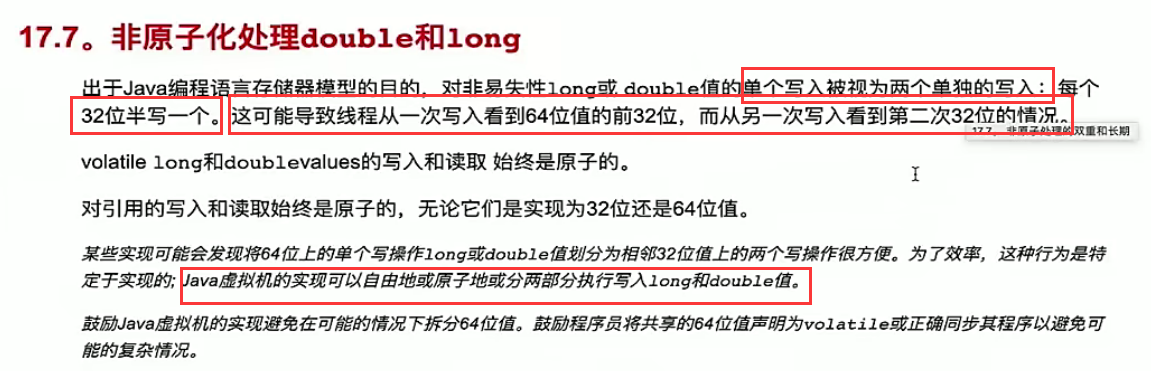 17.7。非原子化处理double和long
出于Java编程语言存储器模型的目的，对非易失性long或 double值的单个写入被视为两个单独的写入：每个
32位半写一个。这可能导致线程从一次写入看到64位值的前32位，而从另一次写入看到第二次32位的情况。
17.7。 非原子处理的双重和长期
volatile long和doublevalues的写入和读取 始终是原子的。
对引用的写入和读取始终是原子的，无论它们是实现为32位还是64位值。
某些实现可能会发现将64位上的单个写操作long或double值划分为相邻32位值上的两个写操作很方便。为了效率，这种行为是特
定于实现的; Java虚拟机的实现可以自由地或原子地或分两部分执行写入long和double值。
鼓励Java虚拟机的实现避免在可能的情况下拆分64位值。鼓励程序员将共享的64位值声明为volatile或正确同步其程序以避免可
能的复杂情况。